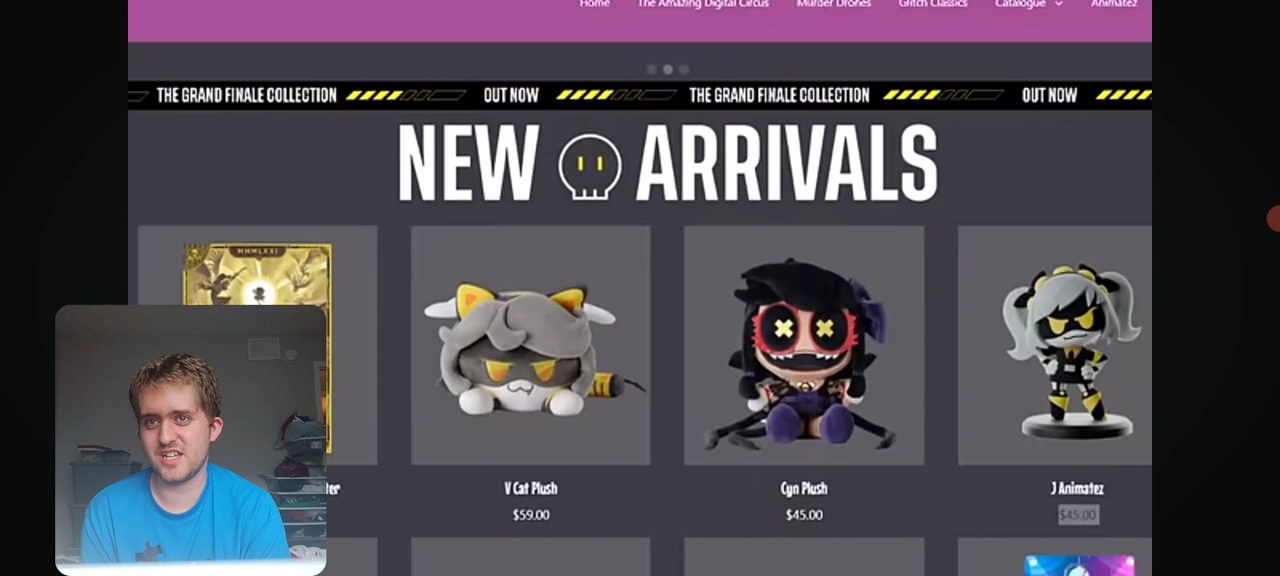 Home The Amazing Digital Circus Murder Drones Glitch Classics Catalogue Animatez
THE GRAND FINALE COLLECTION OUT NOW THE GRAND FINALE COLLECTION OUT NOW
NEW ARRIVALS
MMMLXXI
V Cat Plush Cyn Plush J Animatez
$59.00 $45.00 $45.00